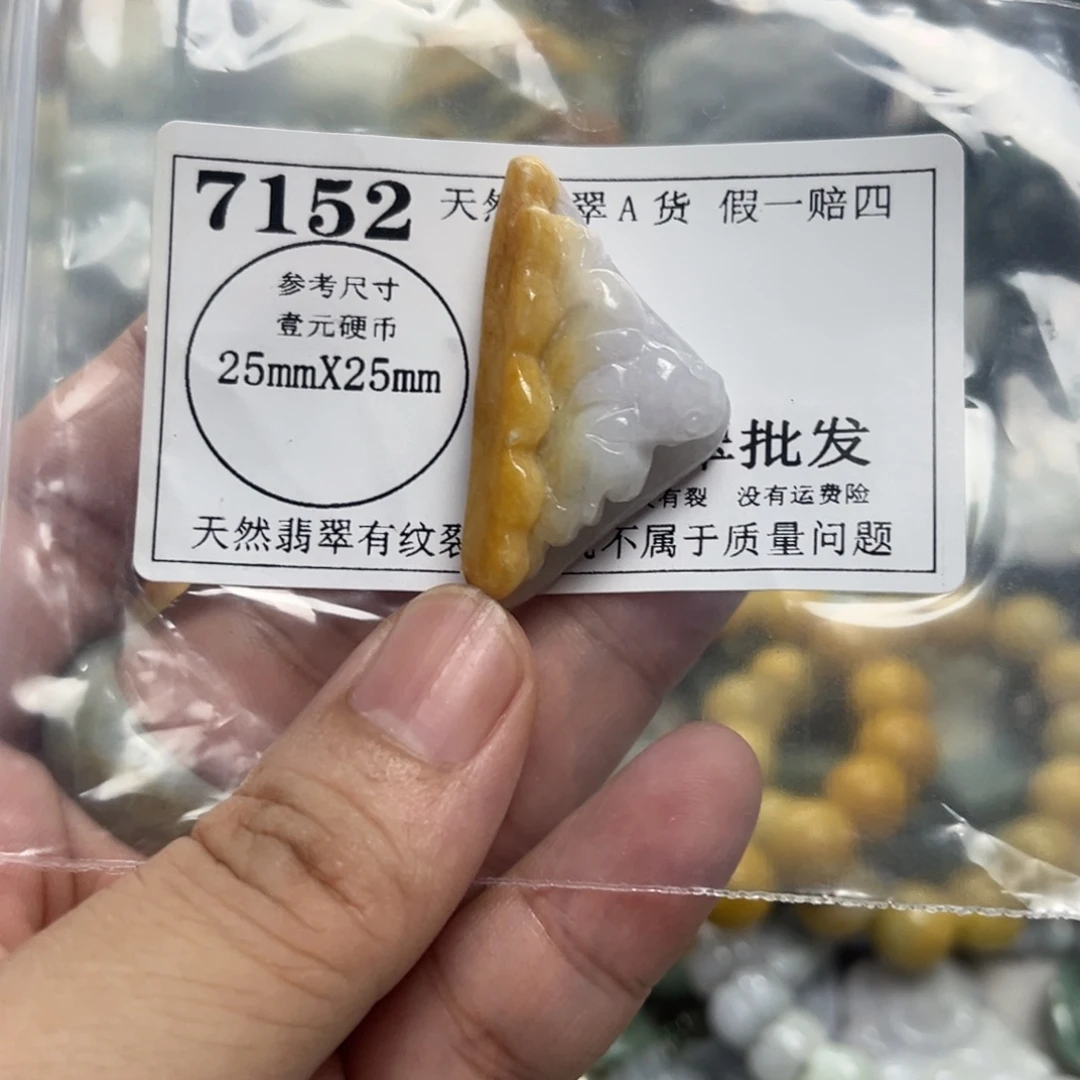 7152
天然 翠A货 假一赔四
参考尺寸
壹元硬币
25mmX25mm
批发
有裂 没有运费险
天然翡翠有纹裂 不属于质量问题